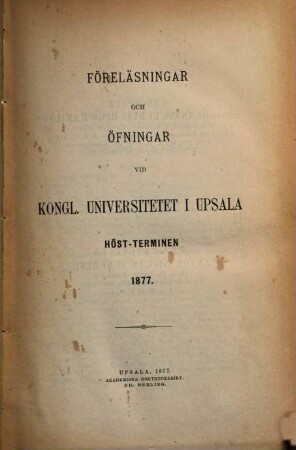 FÖRELÄSNINGAR
OCH
ÖFNINGAR
VID
KONGL. UNIVERSITETET I UPSALA
HÖST-TERMINEN
1877.
UPSALA, 1877.
AKADEMISKA BOKTRYCKERIET.
ED. BERLING.